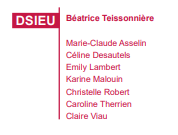 DSIEU
Béatrice Teissonnière
Marie-Claude Asselin
Céline Desautels
Emily Lambert
Karine Malouin
Christelle Robert
Caroline Therrien
Claire Viau